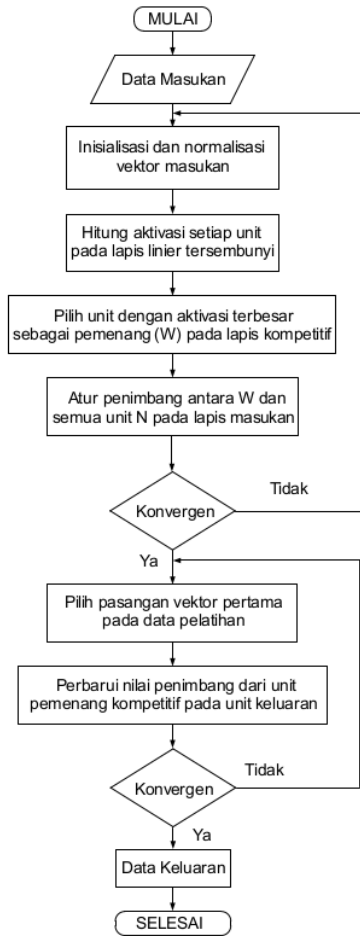 MULAI
Data Masukan
Inisialisasi dan normalisasi
vektor masukan
Hitung aktivasi setiap unit
pada lapis linier tersembunyi
Pilih unit dengan aktivasi terbesar
sebagai pemenang (W) pada lapis kompetitif
Atur penimbang antara W dan
semua unit N pada lapis masukan
Tidak
Konvergen
Ya
Pilih pasangan vektor pertama
pada data pelatihan
Perbarui nilai penimbang dari unit
pemenang kompetitif pada unit keluaran
Tidak
Konvergen
Ya
Data Keluaran
SELESAI